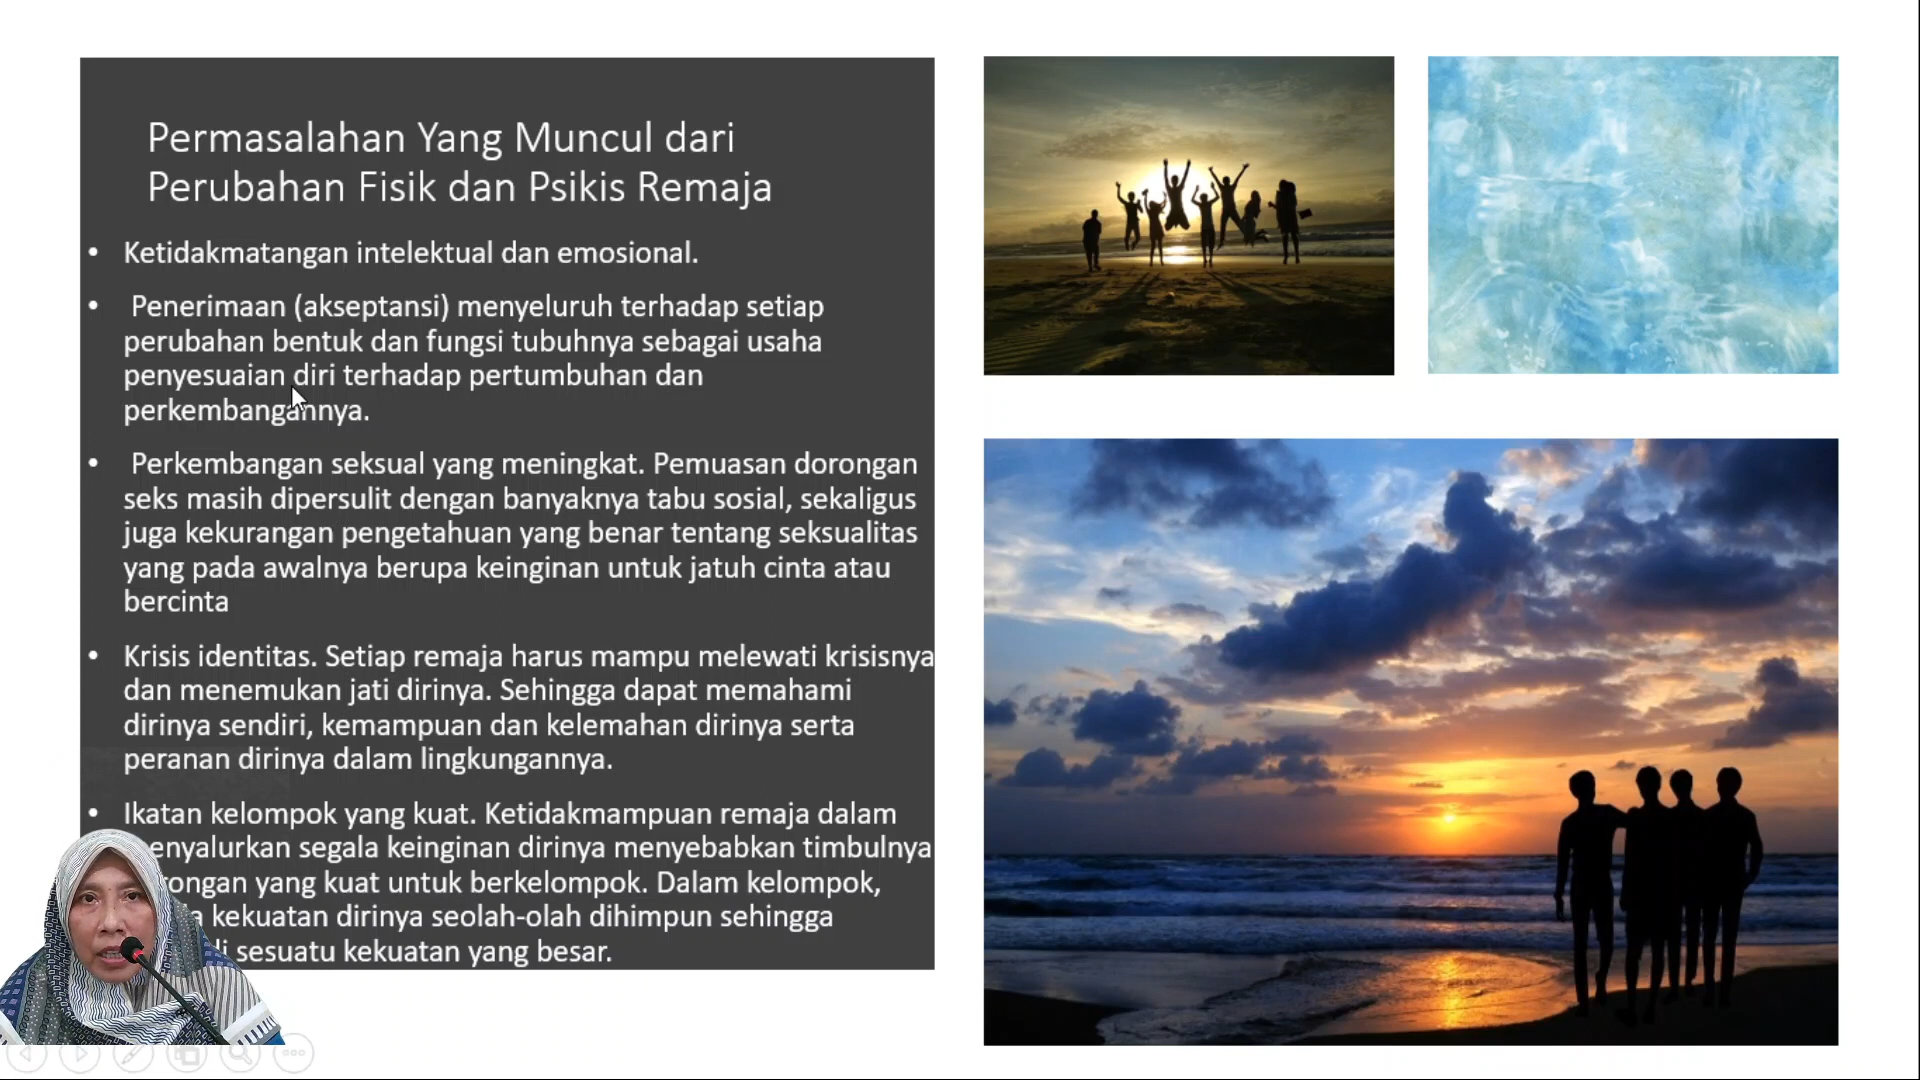 Permasalahan Yang Muncul dari
Perubahan Fisik dan Psikis Remaja
• Ketidakmatangan intelektual dan emosional.
• Penerimaan (akseptansi) menyeluruh terhadap setiap
perubahan bentuk dan fungsi tubuhnya sebagai usaha
penyesuaian diri terhadap pertumbuhan dan
perkembangannya.
• Perkembangan seksual yang meningkat. Pemuasan dorongan
seks masih dipersulit dengan banyaknya tabu sosial, sekaligus
juga kekurangan pengetahuan yang benar tentang seksualitas
yang pada awalnya berupa keinginan untuk jatuh cinta atau
bercinta
• Krisis identitas. Setiap remaja harus mampu melewati krisisnya
dan menemukan jati dirinya. Sehingga dapat memahami
dirinya sendiri, kemampuan dan kelemahan dirinya serta
peranan dirinya dalam lingkungannya.
• Ikatan kelompok yang kuat. Ketidakmampuan remaja dalam
segala keinginan dirinya menyebabkan timbulnya
yang kuat untuk berkelompok. Dalam kelompok,
kekuatan dirinya seolah-olah dihimpun sehingga
sesuatu kekuatan yang besar.